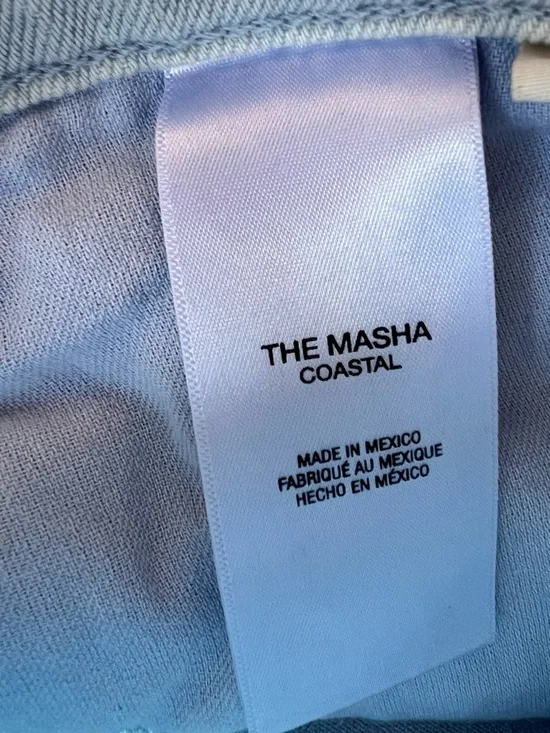 THE MASHA
COASTAL
MADE IN MEXICO
FABRIQUÉ AU MEXIQUE
HECHO EN MÉXICO